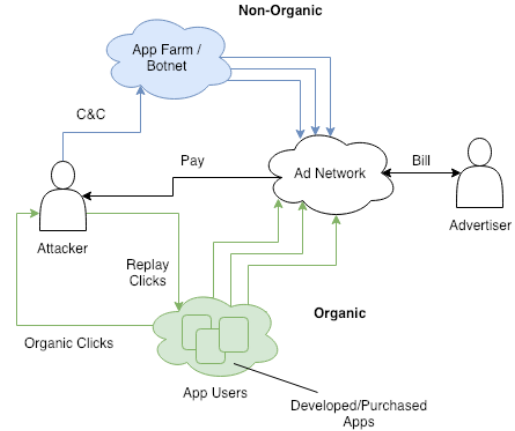 Non-Organic
App Farm /
Botnet
C&C
Pay
Ad Network
Bill
Attacker
Advertiser
Replay
Clicks
Organic
Organic Clicks
App Users
Developed/Purchased
Apps